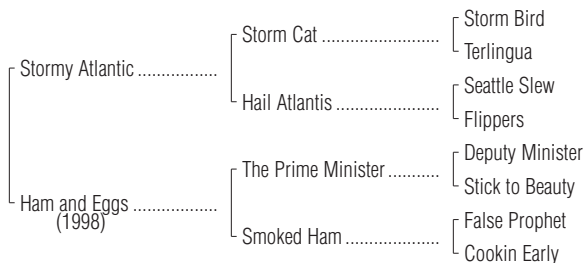 Storm Bird
Storm Cat ........................
Terlingua
Stormy Atlantic ................
Seattle Slew
Hail Atlantis .....................
Flippers
Deputy Minister
The Prime Minister ...........
Stick to Beauty
Ham and Eggs .................
(1998)
False Prophet
Smoked Ham ...................
Cookin Early